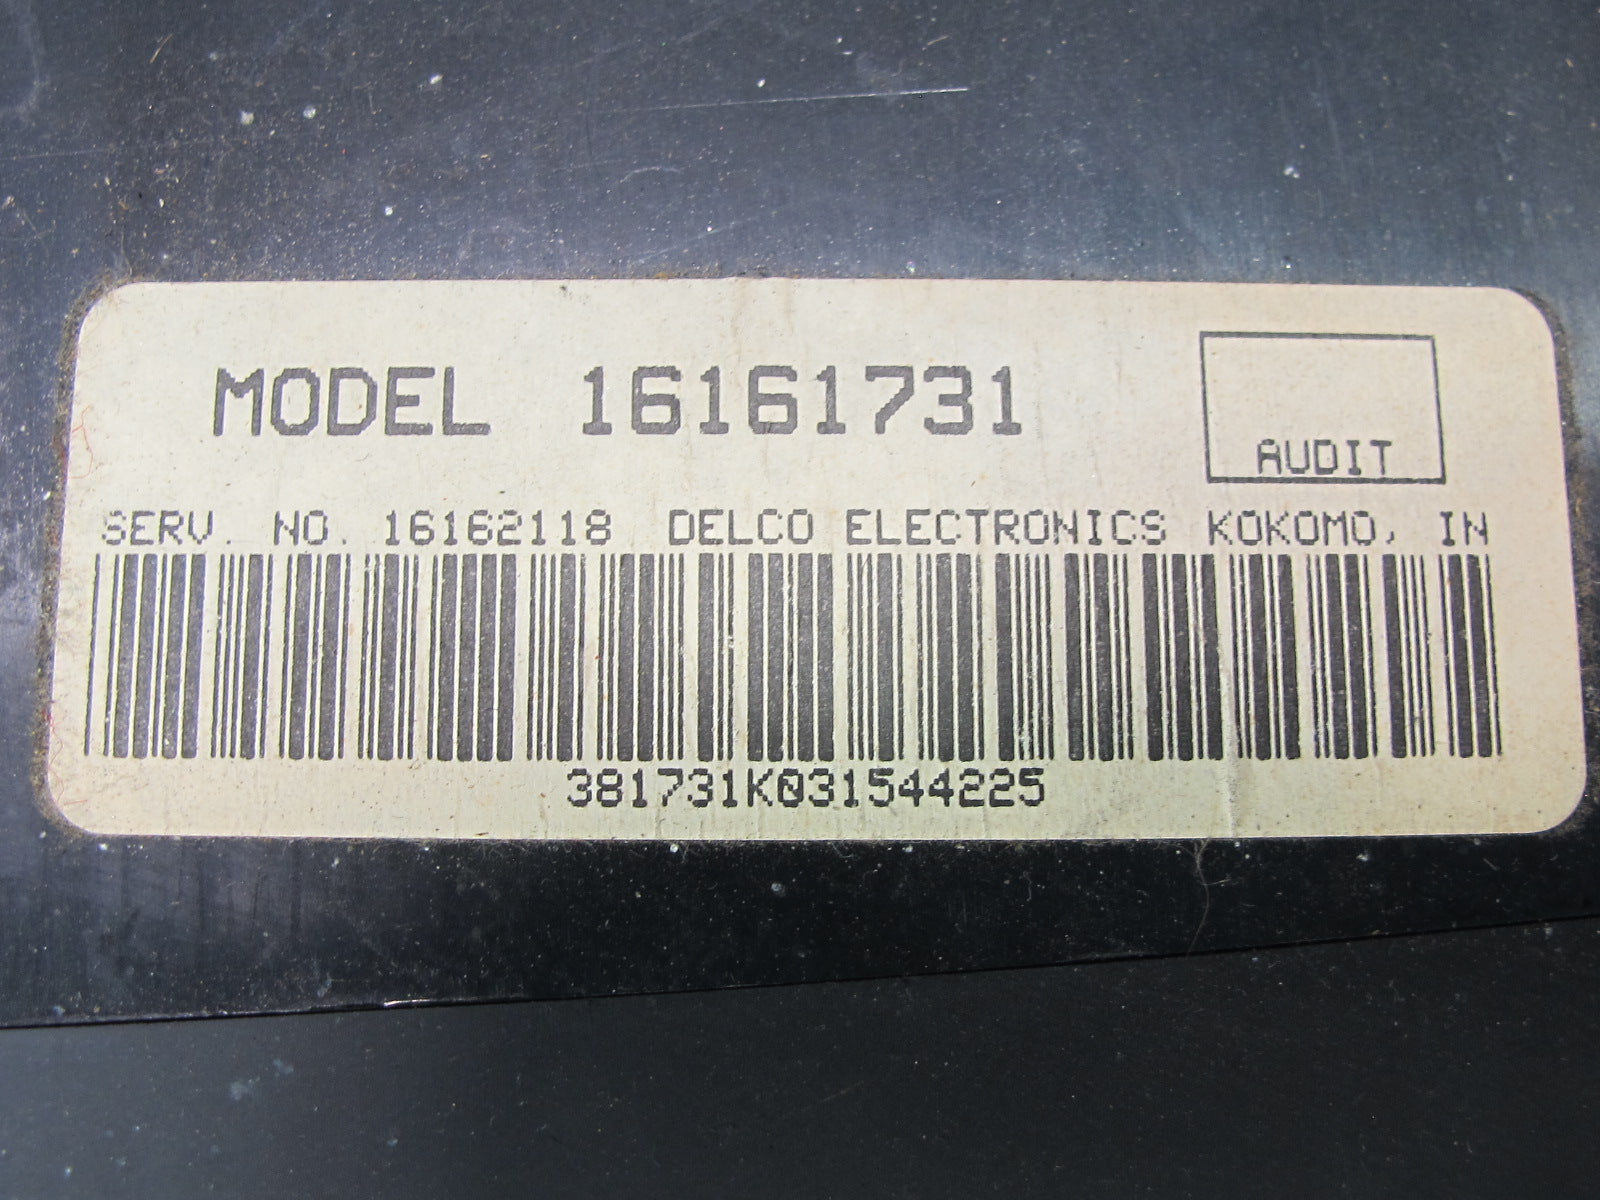 MODEL 16161731
AUDIT
SERV. NO. 16162118 DELCO ELECTRONICS KOKOMO, IN
381731K031544225